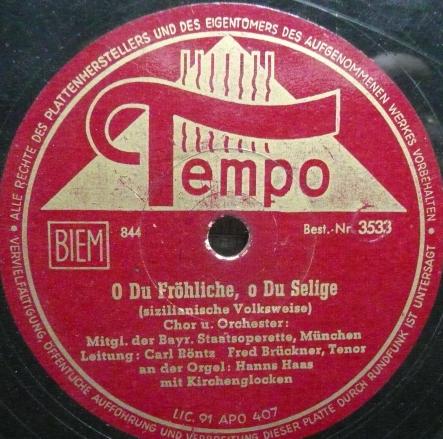 ALLE RECHTE DES PLATTENHERSTELLERS UND DES EIGENTÜMERS DES AUFGENOMMENEN WERKES VORBEHALTEN
Tempo
BIEM
844
Best.-Nr. 3533
O Du Fröhliche, o Du Selige
(sizilianische Volksweise)
Chor u. Orchester:
Mitgl. der Bayr. Staatsoperette, München
Leitung: Carl Röntz Fred Brückner, Tenor
an der Orgel: Hanns Haas
mit Kirchenglocken
LIC. 91 APO 407
VERVIELFÄLTIGUNG, ÖFFENTLICHE AUFFÜHRUNG UND VERBREITUNG DIESER PLATTE DURCH RUNDFUNK IST UNTERSAGT